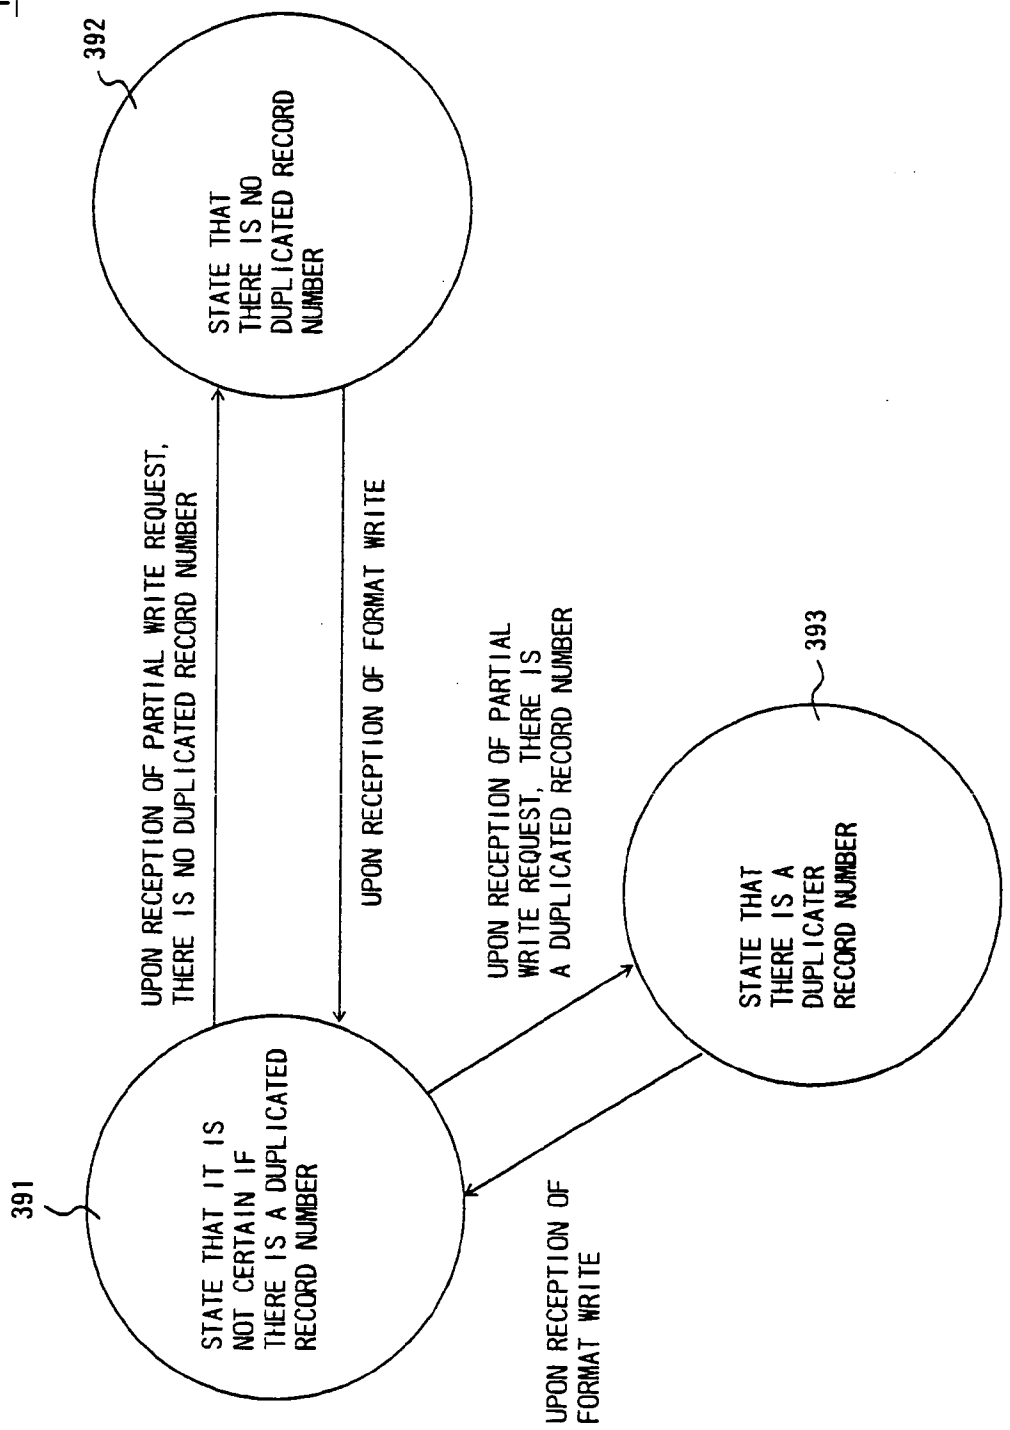 391
STATE THAT IT IS
NOT CERTAIN IF
THERE IS A DUPLICATED
RECORD NUMBER
UPON RECEPTION OF PARTIAL WRITE REQUEST,
THERE IS NO DUPLICATED RECORD NUMBER
392
STATE THAT
THERE IS NO
DUPLICATED RECORD
NUMBER
UPON RECEPTION OF FORMAT WRITE
UPON RECEPTION OF PARTIAL
WRITE REQUEST, THERE IS
A DUPLICATED RECORD NUMBER
UPON RECEPTION OF
FORMAT WRITE
393
STATE THAT
THERE IS A
DUPLICATER
RECORD NUMBER